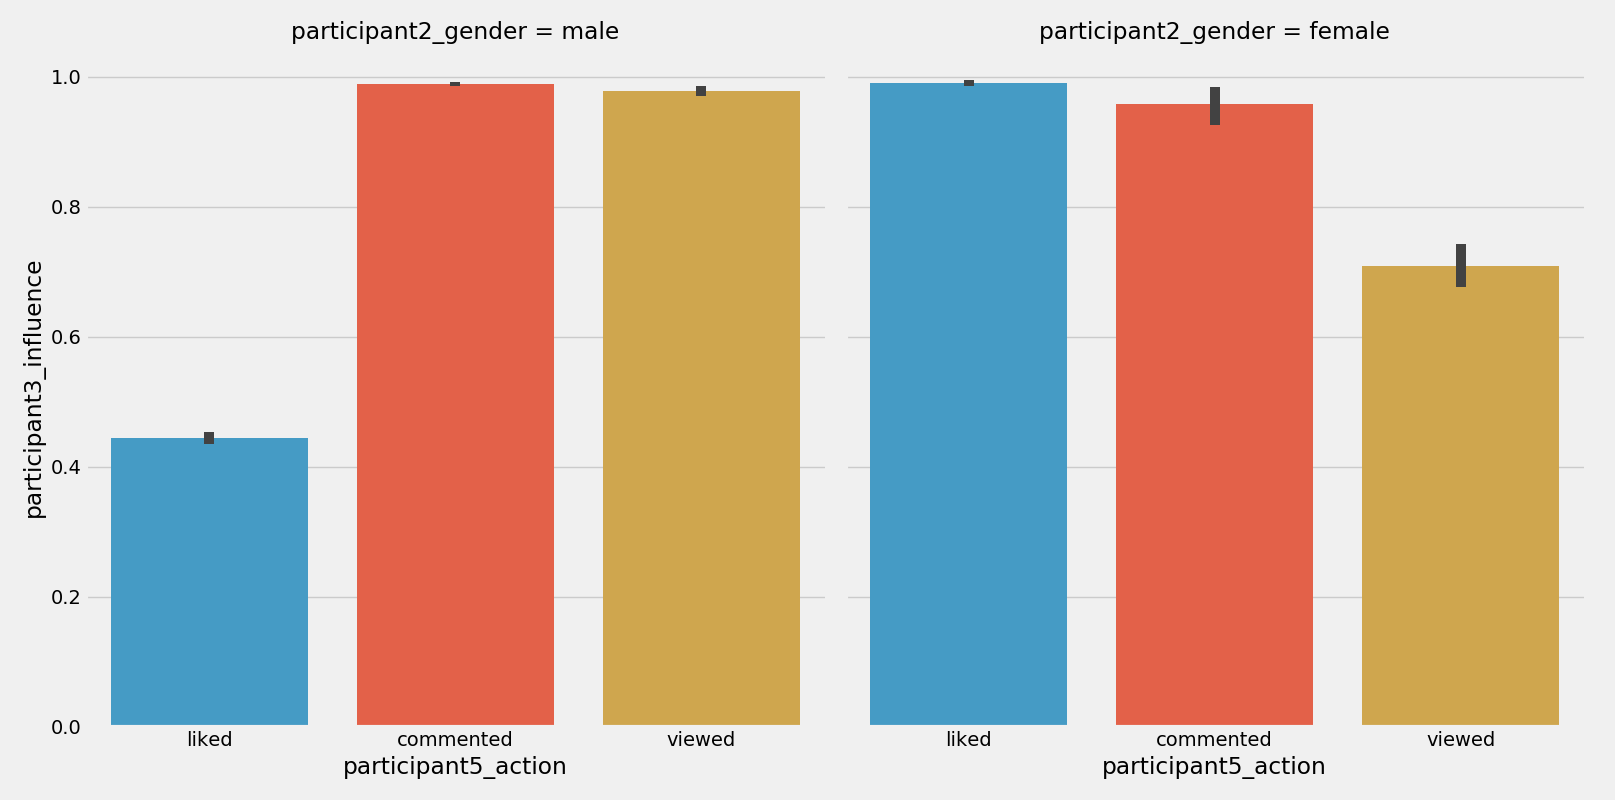 participant2_gender = male
participant2_gender = female
participant3_influence
1.0
0.8
0.6
0.4
0.2
0.0
liked
commented
viewed
participant5_action
liked
commented
viewed
participant5_action